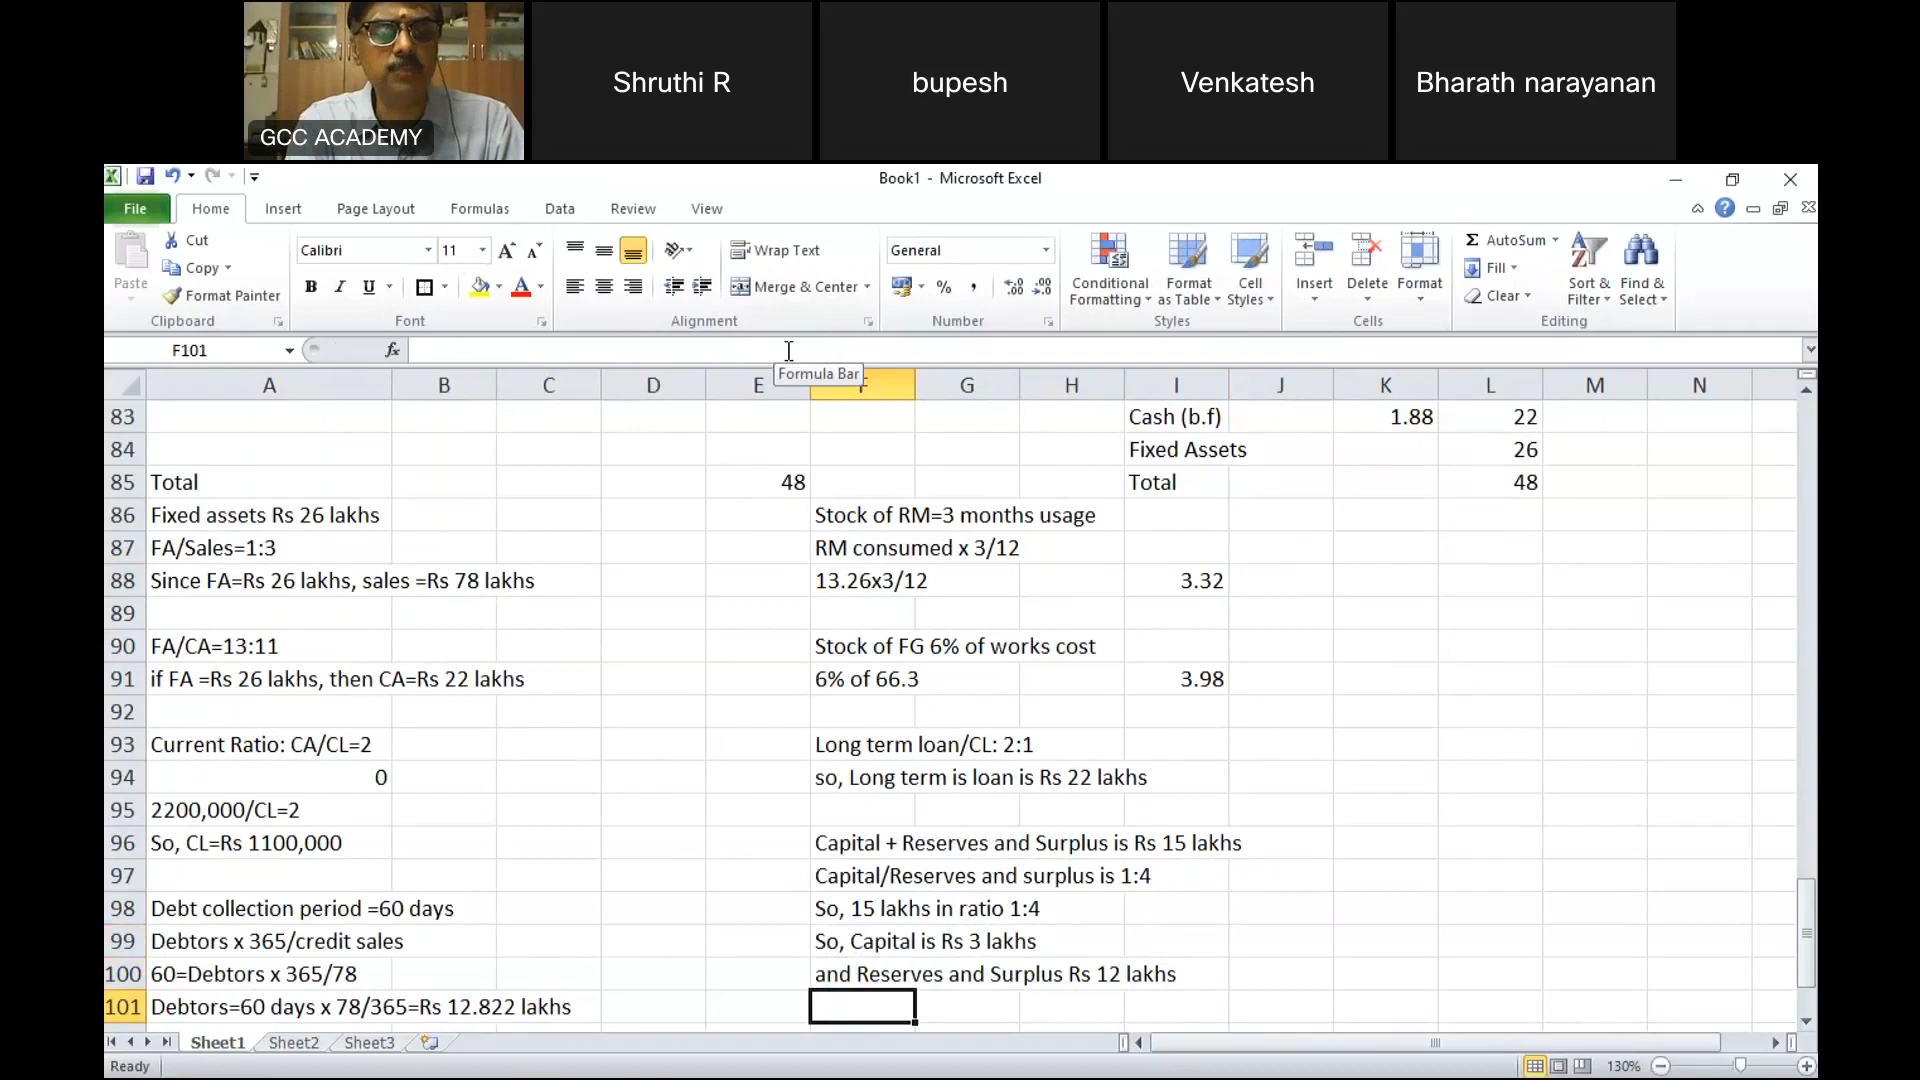 Shruthi R
bupesh
Venkatesh
Bharath narayanan
GCC ACADEMY
Book1 - Microsoft Excel
File Home Insert Page Layout Formulas Data Review View
Paste
Cut
Copy
Format Painter
Clipboard
Calibri 11
B I U
Font
Wrap Text
Merge & Center
Alignment
General
Number
Conditional Formatting
Format as Table
Cell Styles
Styles
Insert Delete Format
Cells
AutoSum
Fill
Clear
Sort & Filter
Find & Select
Editing
F101
fx
Formula Bar
A B C D E F G H I J K L M N
83 Cash (b.f) 1.88 22
84 Fixed Assets 26
85 Total 48 Total 48
86 Fixed assets Rs 26 lakhs Stock of RM=3 months usage
87 FA/Sales=1:3 RM consumed x 3/12
88 Since FA=Rs 26 lakhs, sales =Rs 78 lakhs 13.26x3/12 3.32
89
90 FA/CA=13:11 Stock of FG 6% of works cost
91 if FA =Rs 26 lakhs, then CA=Rs 22 lakhs 6% of 66.3 3.98
92
93 Current Ratio: CA/CL=2 Long term loan/CL: 2:1
94 0 so, Long term is loan is Rs 22 lakhs
95 2200,000/CL=2
96 So, CL=Rs 1100,000 Capital + Reserves and Surplus is Rs 15 lakhs
97 Capital/Reserves and surplus is 1:4
98 Debt collection period =60 days So, 15 lakhs in ratio 1:4
99 Debtors x 365/credit sales So, Capital is Rs 3 lakhs
100 60=Debtors x 365/78 and Reserves and Surplus Rs 12 lakhs
101 Debtors=60 days x 78/365=Rs 12.822 lakhs
Sheet1 Sheet2 Sheet3
Ready 130%